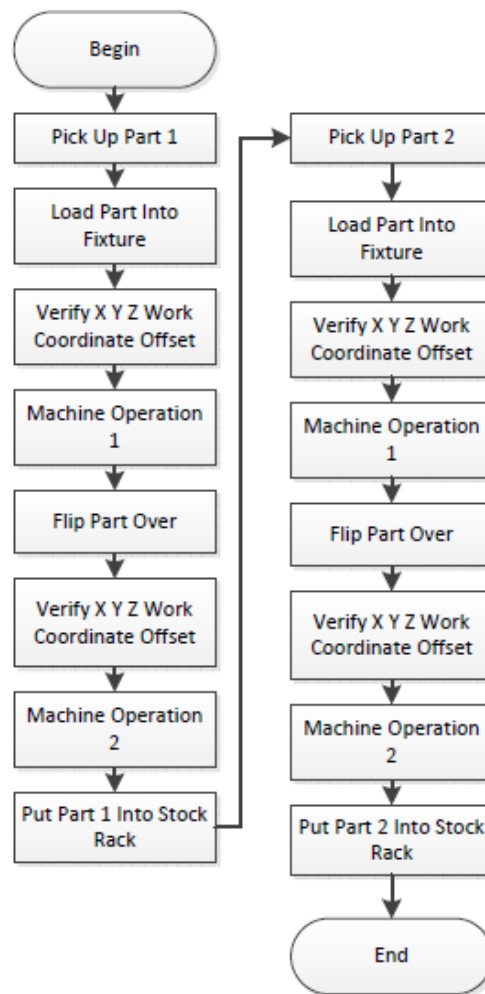 Begin
Pick Up Part 1
Load Part Into
Fixture
Verify X Y Z Work
Coordinate Offset
Machine Operation
1
Flip Part Over
Verify X Y Z Work
Coordinate Offset
Machine Operation
2
Put Part 1 Into Stock
Rack
Pick Up Part 2
Load Part Into
Fixture
Verify X Y Z Work
Coordinate Offset
Machine Operation
1
Flip Part Over
Verify X Y Z Work
Coordinate Offset
Machine Operation
2
Put Part 2 Into Stock
Rack
End